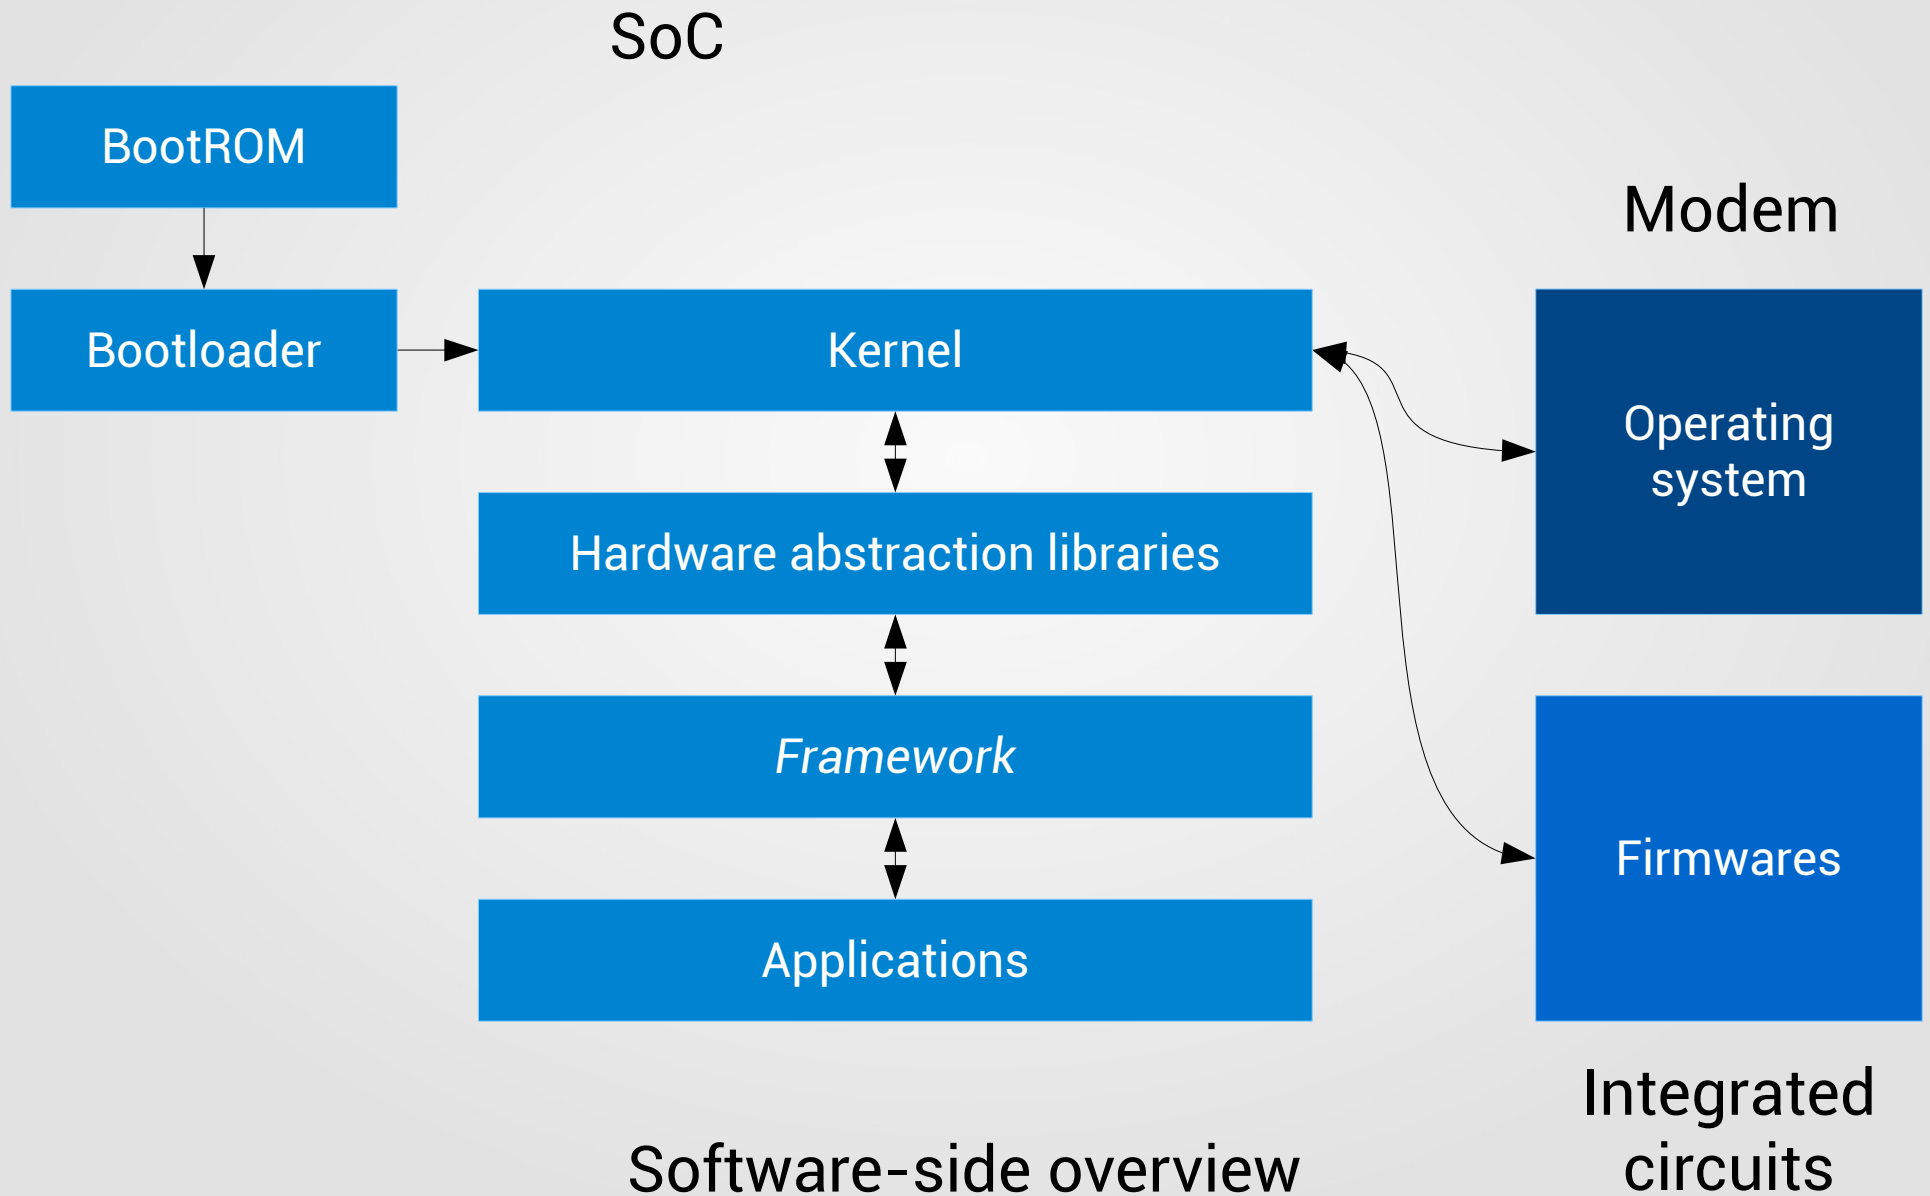 SoC
BootROM
Modem
Bootloader
Kernel
Operating
system
Hardware abstraction libraries
Framework
Firmwares
Applications
Integrated
circuits
Software-side overview